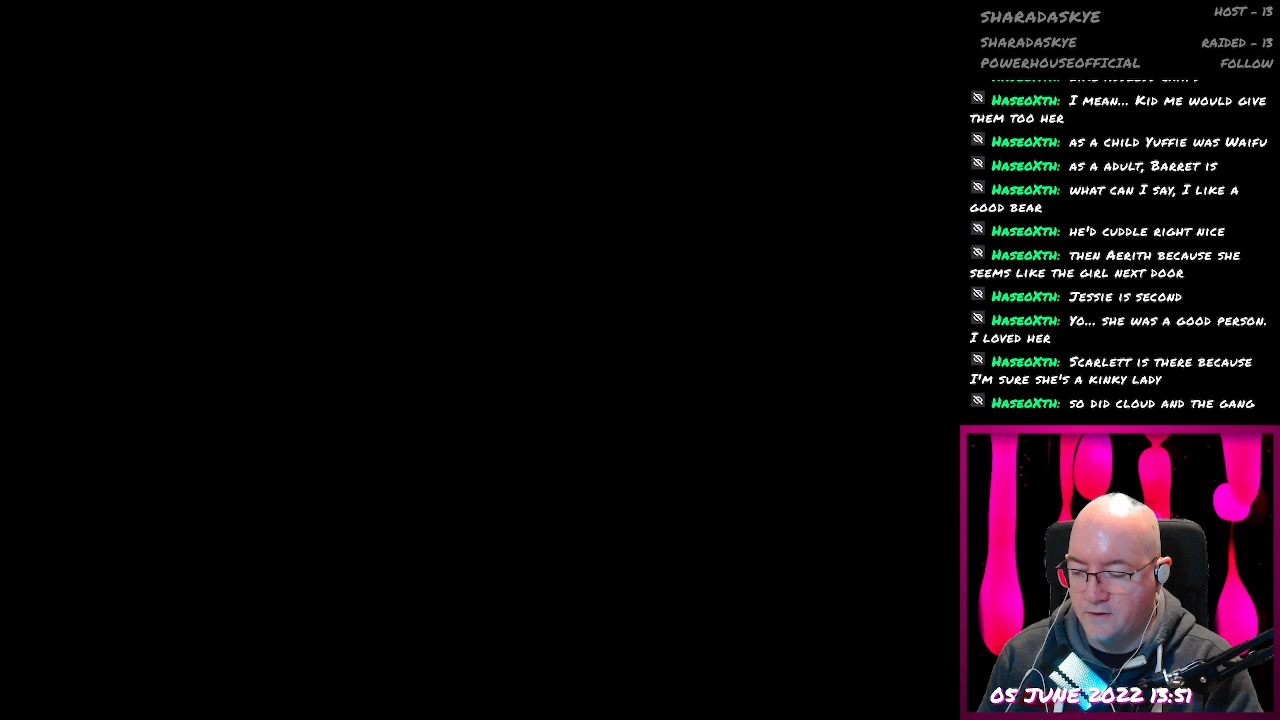 SHARADASKYE HOST - 13
SHARADASKYE RAIDED - 13
POWERHOUSEOFFICIAL FOLLOW
HASEOXTH: I MEAN... KID ME WOULD GIVE
THEM TOO HER
HASEOXTH: AS A CHILD YUFFIE WAS WAIFU
HASEOXTH: AS A ADULT, BARRET IS
HASEOXTH: WHAT CAN I SAY, I LIKE A
GOOD BEAR
HASEOXTH: HE'D CUDDLE RIGHT NICE
HASEOXTH: THEN AERITH BECAUSE SHE
SEEMS LIKE THE GIRL NEXT DOOR
HASEOXTH: JESSIE IS SECOND
HASEOXTH: YO... SHE WAS A GOOD PERSON.
I LOVED HER
HASEOXTH: SCARLETT IS THERE BECAUSE
I'M SURE SHE'S A KINKY LADY
HASEOXTH: SO DID CLOUD AND THE GANG
05 JUNE 2022 13:51